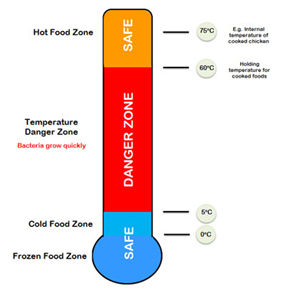 Hot Food Zone
SAFE
75°C
E.g. Internal
temperature of
cooked chicken
60°C
Holding
temperature for
cooked foods
DANGER ZONE
Temperature
Danger Zone
Bacteria grow quickly
5°C
Cold Food Zone
0°C
SAFE
Frozen Food Zone